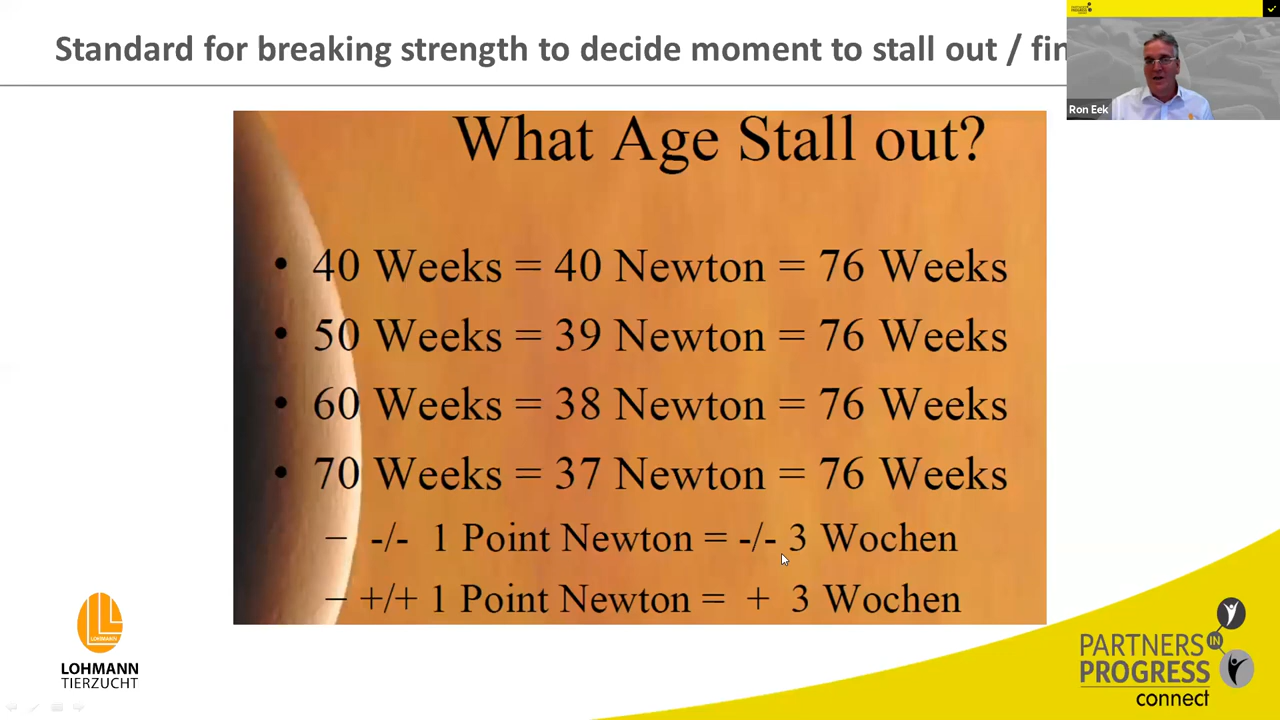 Standard for breaking strength to decide moment to stall out / fin
What Age Stall out?
• 40 Weeks = 40 Newton = 76 Weeks
• 50 Weeks = 39 Newton = 76 Weeks
• 60 Weeks = 38 Newton = 76 Weeks
• 70 Weeks = 37 Newton = 76 Weeks
– -/- 1 Point Newton = -/- 3 Wochen
– +/+ 1 Point Newton = + 3 Wochen
Ron Eek
LOHMANN
LOHMANN
TIERZUCHT
PARTNERS IN
PROGRESS
connect